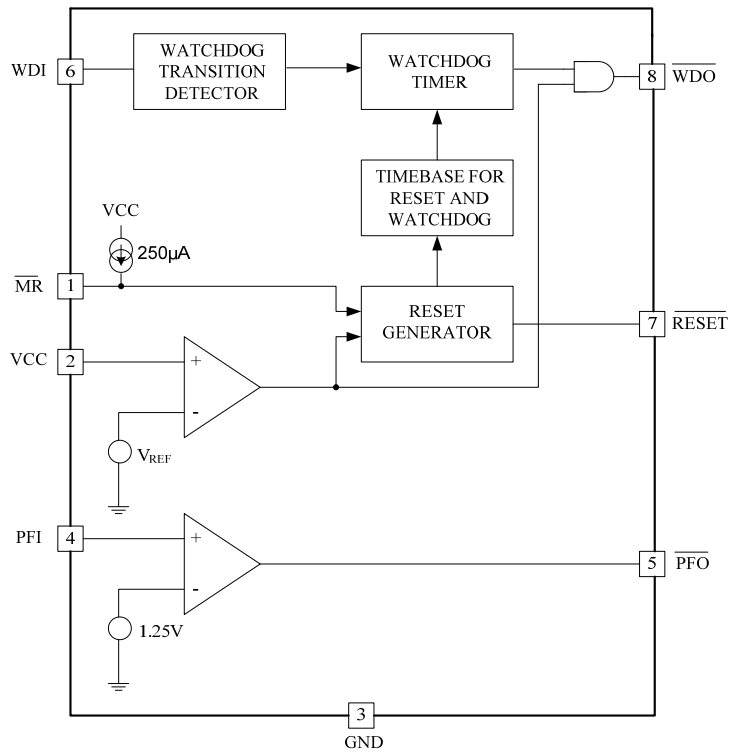 WDI
6
WATCHDOG
TRANSITION
DETECTOR
WATCHDOG
TIMER
8
WDO
TIMEBASE FOR
RESET AND
WATCHDOG
VCC
250µA
MR
1
RESET
GENERATOR
7
RESET
VCC
2
+
-
VREF
PFI
4
+
-
1.25V
5
PFO
3
GND